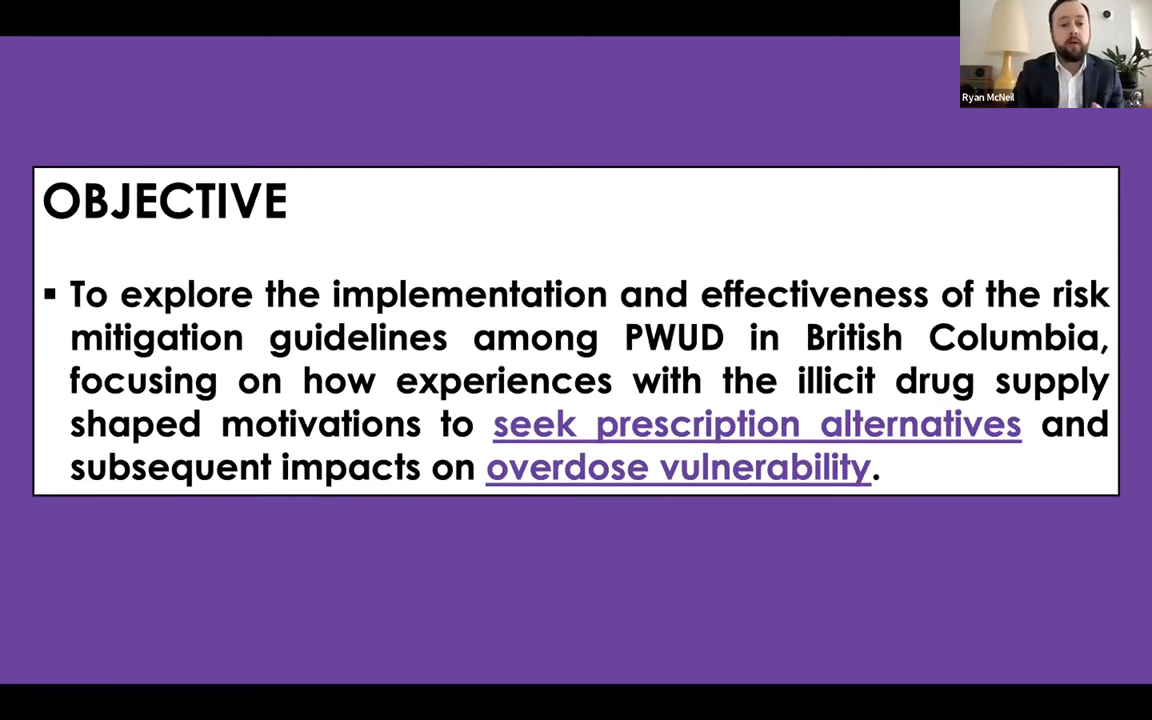 Ryan McNeil
OBJECTIVE
▪ To explore the implementation and effectiveness of the risk
mitigation guidelines among PWUD in British Columbia,
focusing on how experiences with the illicit drug supply
shaped motivations to seek prescription alternatives and
subsequent impacts on overdose vulnerability.